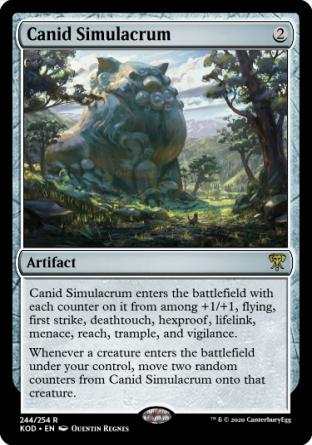 Canid Simulacrum 2
Artifact
Canid Simulacrum enters the battlefield with
each counter on it from among +1/+1, flying,
first strike, deathtouch, hexproof, lifelink,
menace, reach, trample, and vigilance.
Whenever a creature enters the battlefield
under your control, move two random
counters from Canid Simulacrum onto that
creature.
244/254 R
KOD • EN Quentin Regnes
™ & © 2020 CanterburyEgg